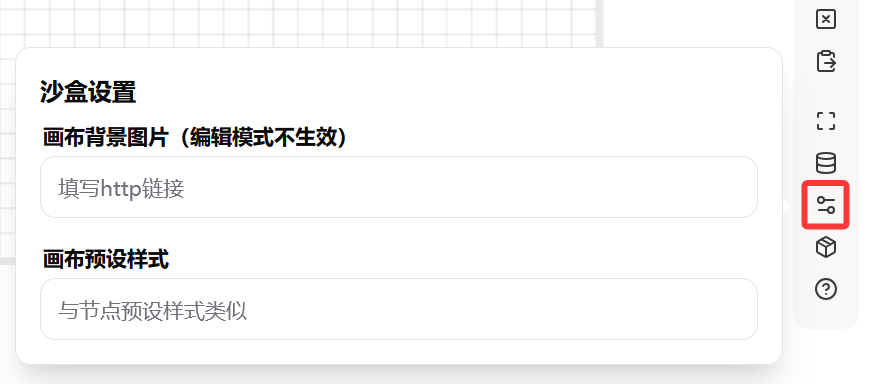 沙盒设置
画布背景图片（编辑模式不生效）
填写http链接
画布预设样式
与节点预设样式类似